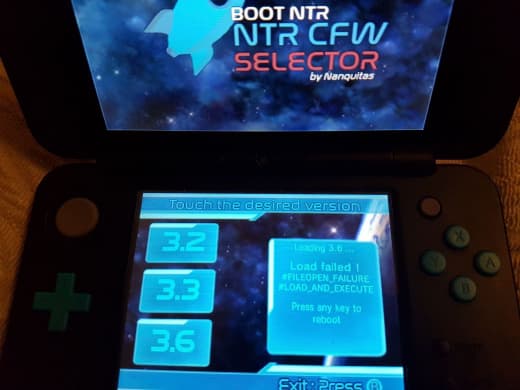 BOOT NTR
NTR CFW
SELECTOR
by Nanquitas
Touch the desired version
3.2
3.3
3.6
Loading 3.6 ...
Load failed !
#FILEOPEN_FAILURE
#LOAD_AND_EXECUTE
Press any key to
reboot
Exit : Press B
X
Y
A
B